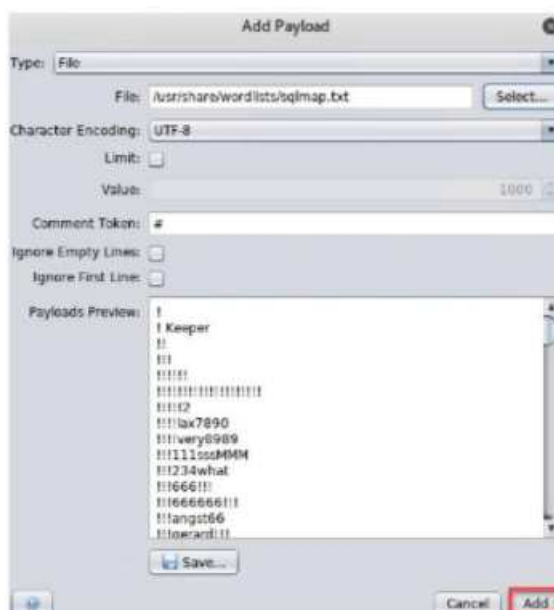 Add Payload
Type: File
File: /usr/share/wordlists/sqlmap.txt Select...
Character Encoding: UTF-8
Limit:
Value: 1000
Comment Token: #
Ignore Empty Lines:
Ignore First Line:
Payloads Preview: !
! Keeper
!!
!!!
!!!!!!
!!!!!!!!!!!!!!!!!!!!
!!!!!2
!!!!lax7890
!!!!very8989
!!!111sssMMM
!!!234what
!!!666!!!
!!!666666!!!
!!!angst66
!!!gerard!!!
Save...
Cancel Add